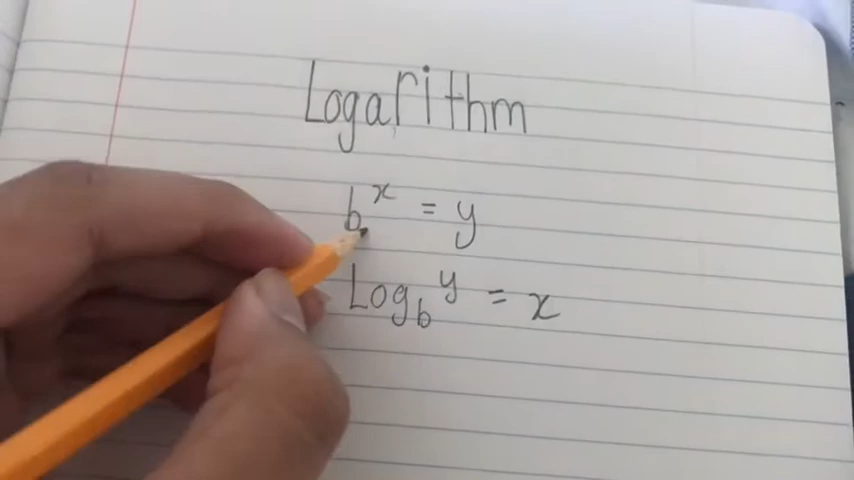 Logarithm
b^x = y
Log_b y = x